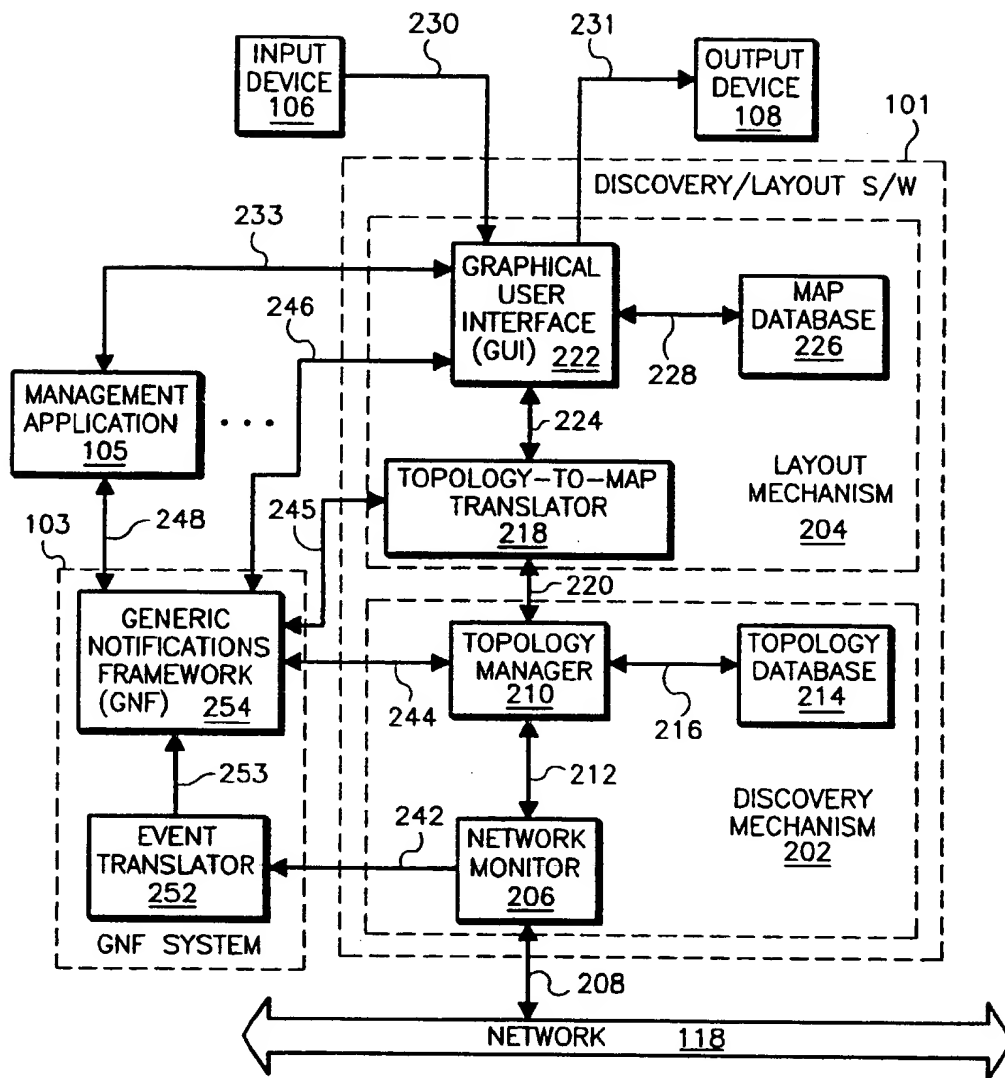 230
231
INPUT
DEVICE
106
OUTPUT
DEVICE
108
101
DISCOVERY/LAYOUT S/W
233
GRAPHICAL
USER
INTERFACE
(GUI) 222
MAP
DATABASE
226
228
246
MANAGEMENT
APPLICATION
105
. . .
224
TOPOLOGY-TO-MAP
TRANSLATOR
218
LAYOUT
MECHANISM
204
248
245
103
220
GENERIC
NOTIFICATIONS
FRAMEWORK
(GNF) 254
TOPOLOGY
MANAGER
210
TOPOLOGY
DATABASE
214
244
216
253
212
EVENT
TRANSLATOR
252
242
NETWORK
MONITOR
206
DISCOVERY
MECHANISM
202
GNF SYSTEM
208
NETWORK 118